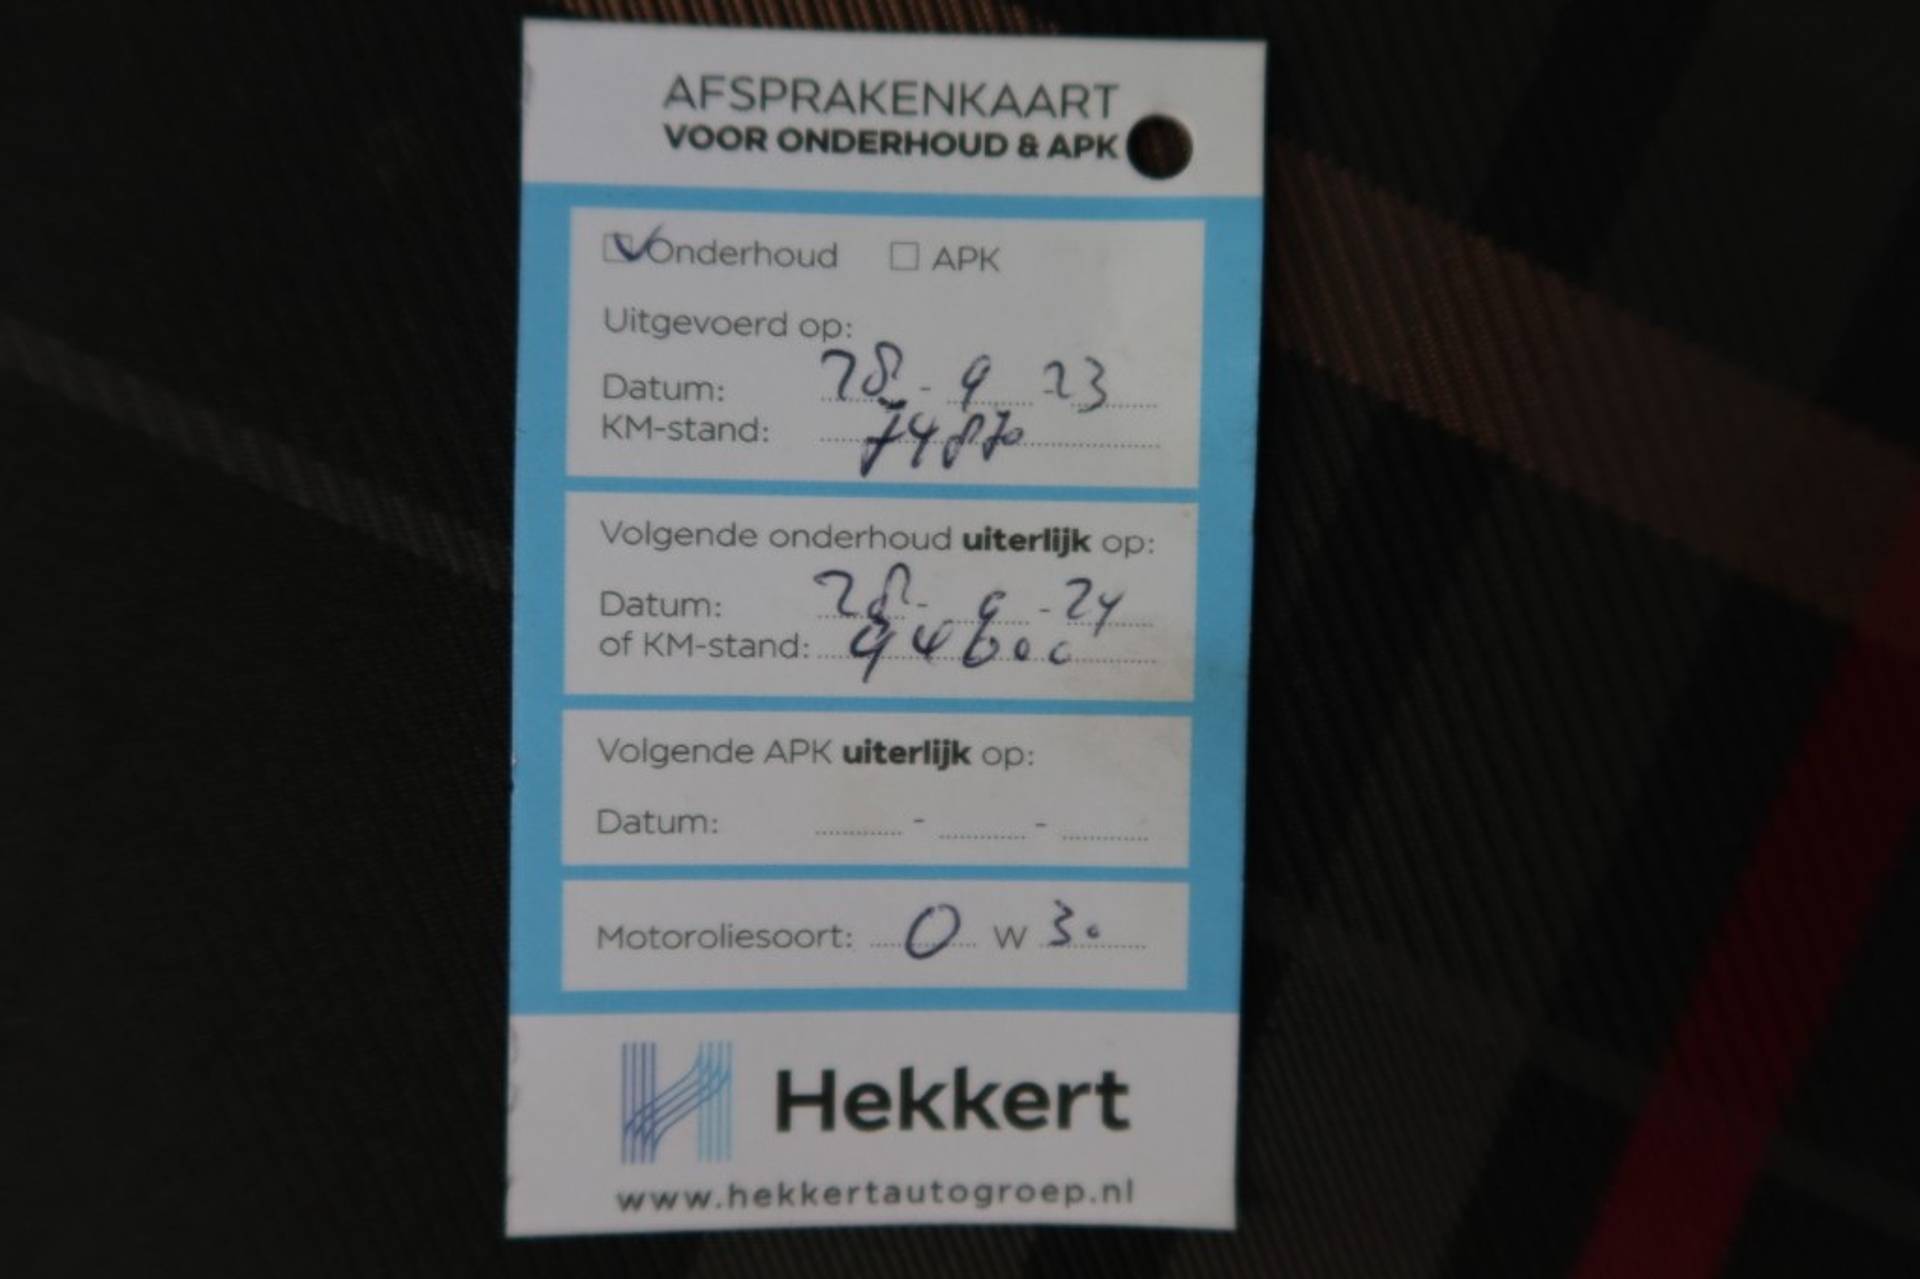 AFSPRAKENKAART
VOOR ONDERHOUD & APK
Onderhoud APK
Uitgevoerd op:
Datum: 28 - 9 - 23
KM-stand: 74870
Volgende onderhoud uiterlijk op:
Datum: 28 - 9 - 24
of KM-stand: 94600
Volgende APK uiterlijk op:
Datum: - -
Motoroliesoort: 0 W 30
Hekkert
www.hekkertautogroep.nl